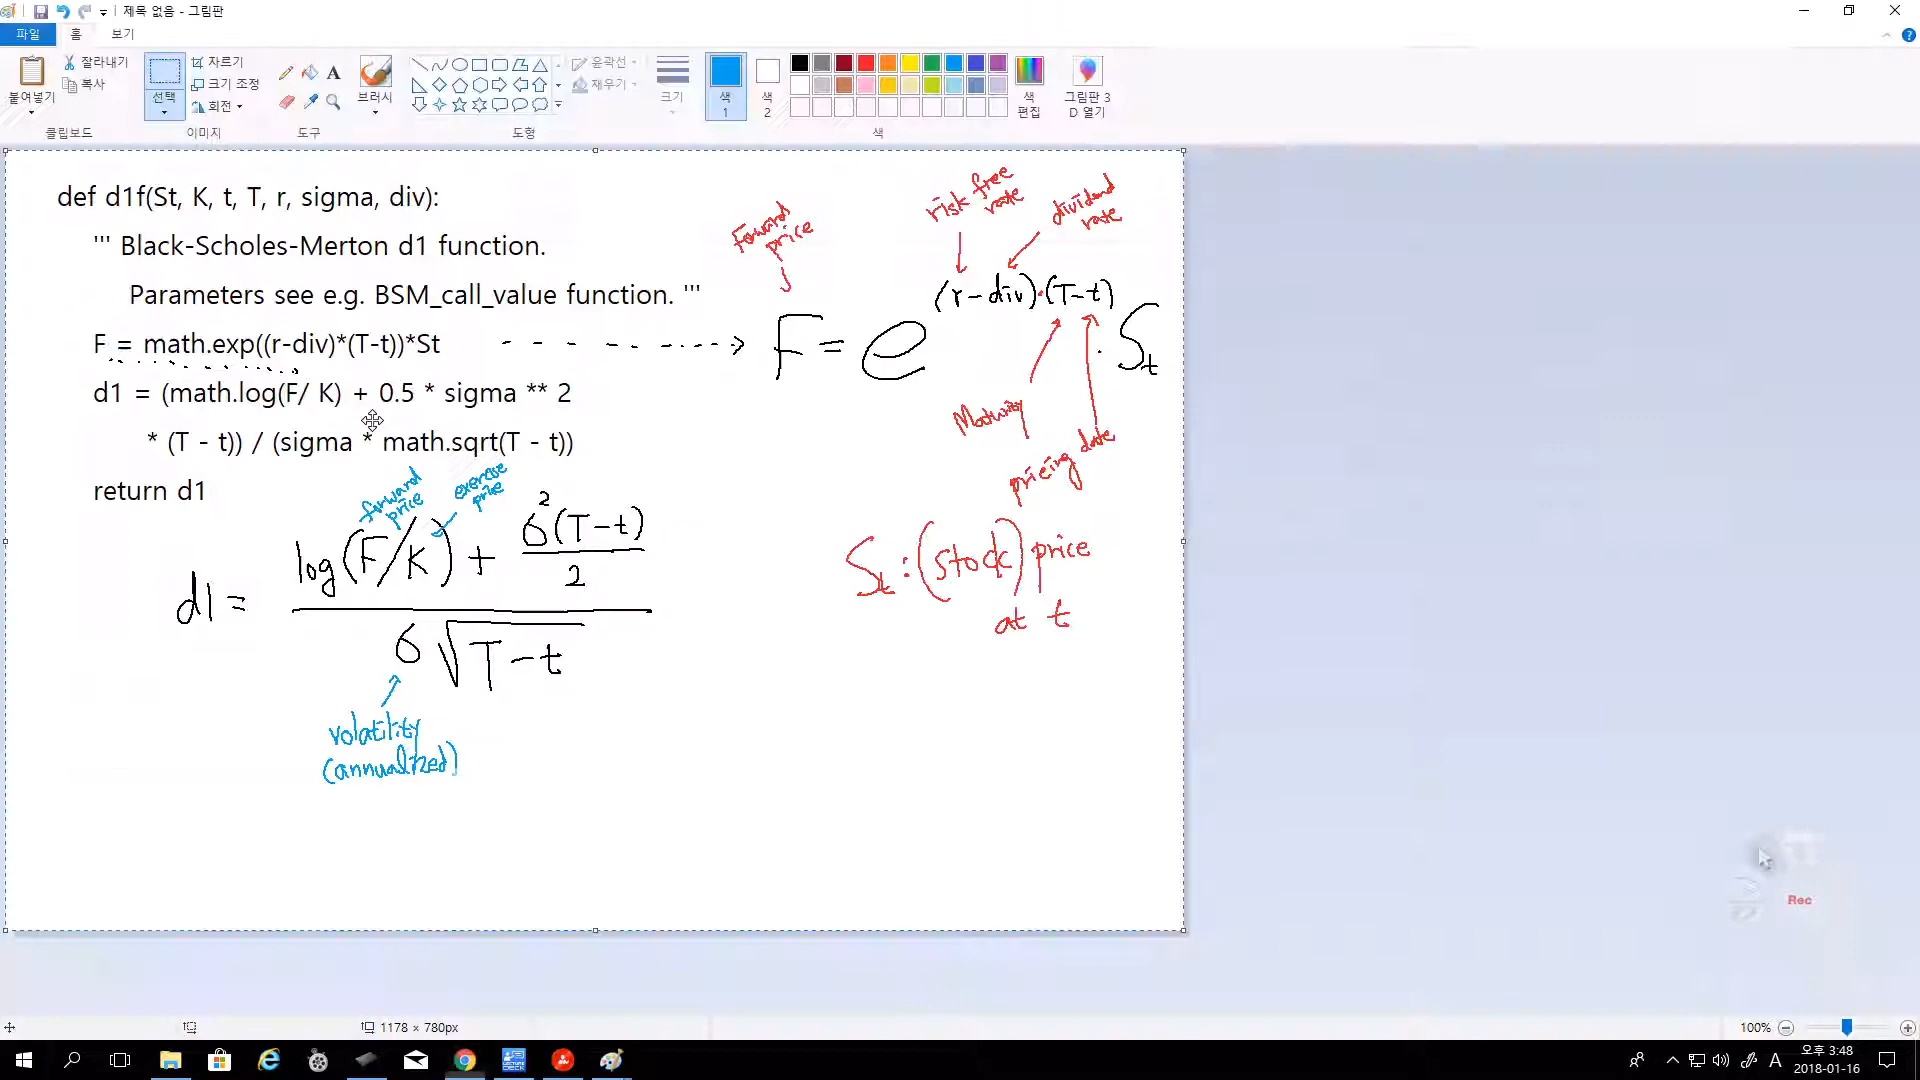 제목 없음 - 그림판
파일
홈
보기
붙여넣기
잘라내기
복사
클립보드
선택
자르기
크기 조정
회전
이미지
A
도구
브러시
윤곽선
채우기
도형
크기
색
1
색
2
색
편집
그림판 3
D 열기
색
def d1f(St, K, t, T, r, sigma, div):
''' Black-Scholes-Merton d1 function.
Parameters see e.g. BSM_call_value function. '''
F = math.exp((r-div)*(T-t))*St
d1 = (math.log(F/ K) + 0.5 * sigma ** 2
* (T - t)) / (sigma * math.sqrt(T - t))
return d1
Forward
price
risk free
rate
dividend
rate
F = e^(r-div)·(T-t) · St
Maturity
pricing date
St : (stock) price
at t
forward
price
exercise
price
d1 = (log(F/K) + σ²(T-t)/2) / (σ√(T-t))
volatility
(annualized)
Rec
1178 × 780px
100%
A
오후 3:48
2018-01-16